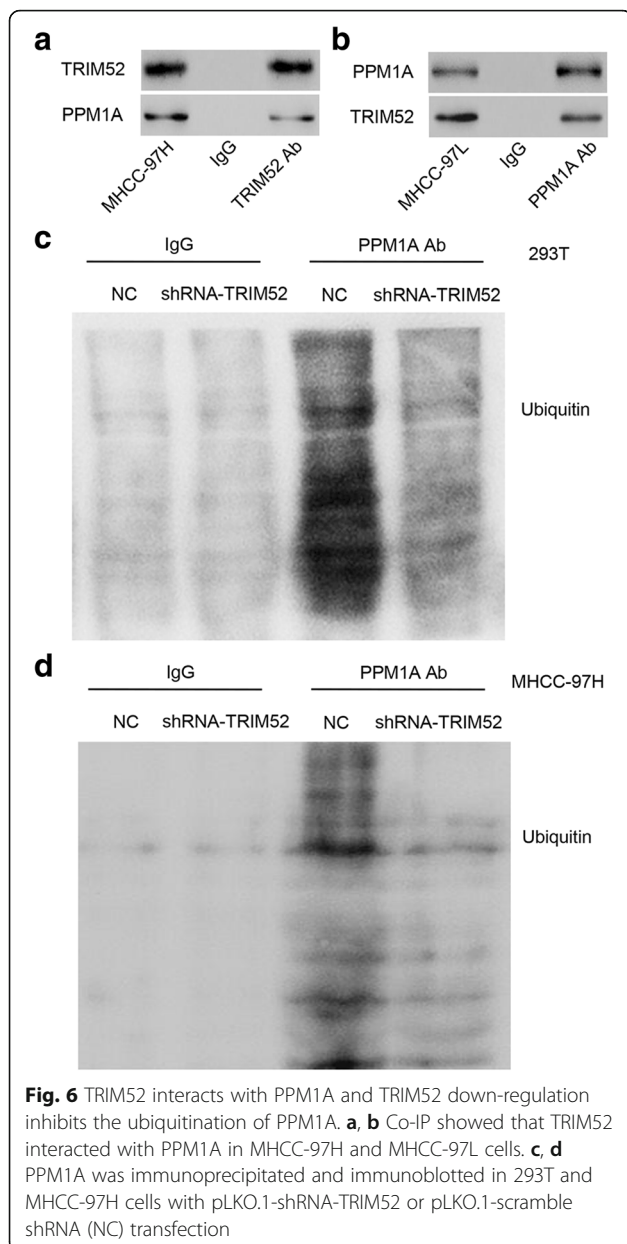 a
b
TRIM52
PPM1A
MHCC-97H
IgG
TRIM52 Ab
PPM1A
TRIM52
MHCC-97L
IgG
PPM1A Ab
c
IgG
PPM1A Ab
293T
NC
shRNA-TRIM52
NC
shRNA-TRIM52
Ubiquitin
d
IgG
PPM1A Ab
MHCC-97H
NC
shRNA-TRIM52
NC
shRNA-TRIM52
Ubiquitin
Fig. 6 TRIM52 interacts with PPM1A and TRIM52 down-regulation
inhibits the ubiquitination of PPM1A. a, b Co-IP showed that TRIM52
interacted with PPM1A in MHCC-97H and MHCC-97L cells. c, d
PPM1A was immunoprecipitated and immunoblotted in 293T and
MHCC-97H cells with pLKO.1-shRNA-TRIM52 or pLKO.1-scramble
shRNA (NC) transfection